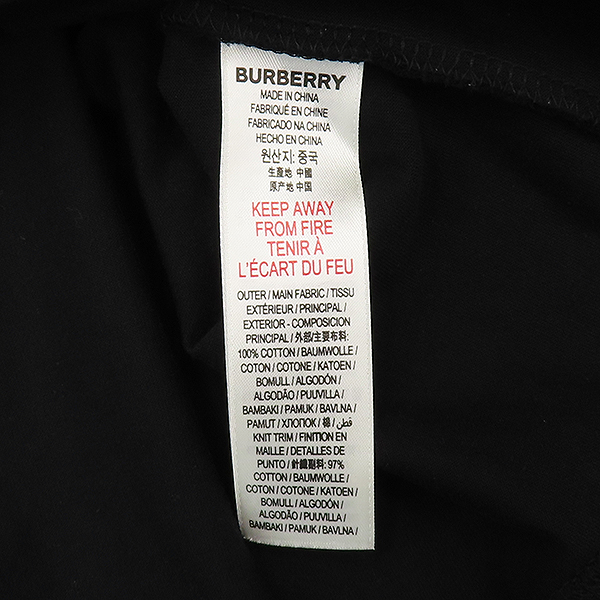 BURBERRY
MADE IN CHINA
FABRIQUÉ EN CHINE
FABRICADO NA CHINA
HECHO EN CHINA
원산지: 중국
生產地 中國
原产地 中国
KEEP AWAY
FROM FIRE
TENIR À
L'ÉCART DU FEU
OUTER / MAIN FABRIC / TISSU
EXTÉRIEUR / PRINCIPAL /
EXTERIOR - COMPOSICION
PRINCIPAL / 外部/主要布料:
100% COTTON / BAUMWOLLE /
COTON / COTONE / KATOEN /
BOMULL / ALGODÓN /
ALGODÃO / PUUVILLA /
BAMBAKI / PAMUK / BAVLNA /
PAMUT / ХЛОПОК / 棉 / قطن /
KNIT TRIM / FINITION EN
MAILLE / DETALLES DE
PUNTO / 針織副料: 97%
COTTON / BAUMWOLLE /
COTON / COTONE / KATOEN /
BOMULL / ALGODÓN /
ALGODÃO / PUUVILLA /
BAMBAKI / PAMUK / BAVLNA /